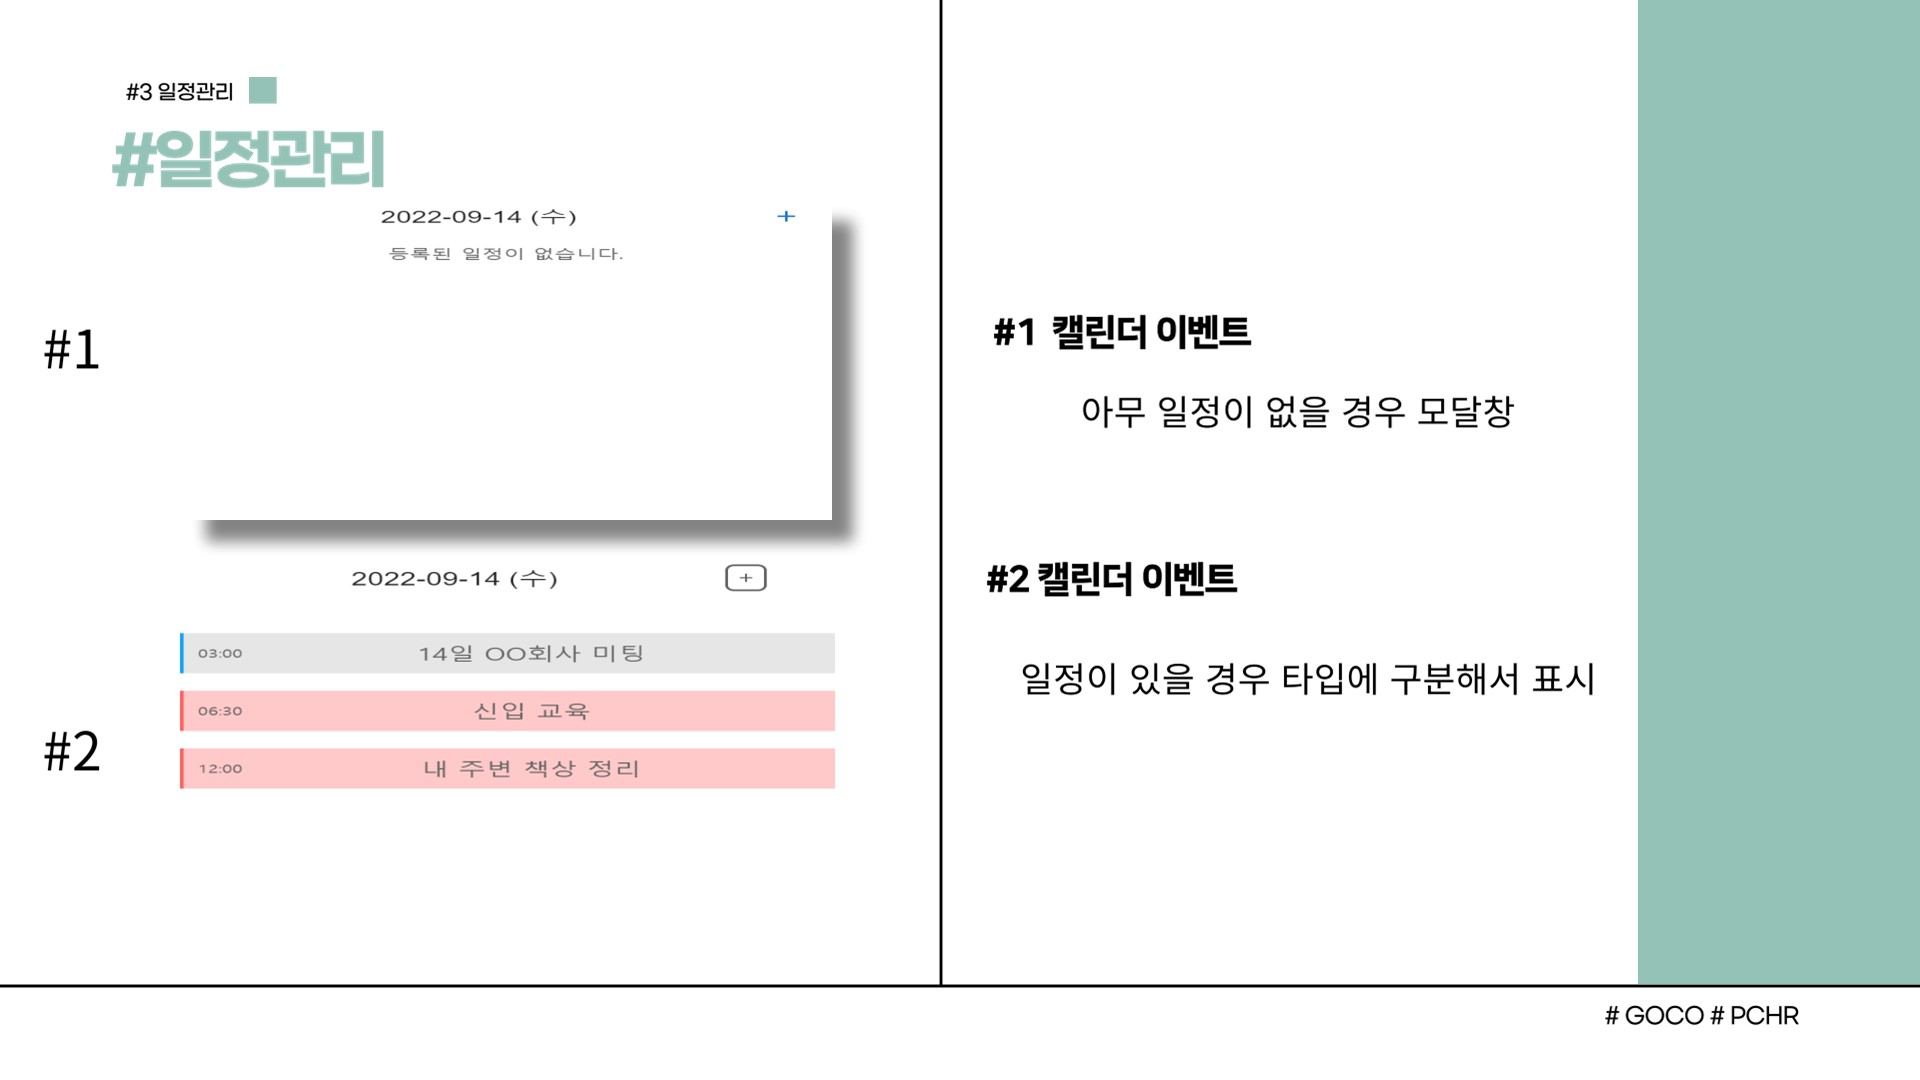 #3 일정관리
#일정관리
2022-09-14 (수) +
등록된 일정이 없습니다.
#1
2022-09-14 (수) +
03:00 14일 OO회사 미팅
06:30 신입 교육
12:00 내 주변 책상 정리
#2
#1 캘린더 이벤트
아무 일정이 없을 경우 모달창
#2 캘린더 이벤트
일정이 있을 경우 타입에 구분해서 표시
# GOCO # PCHR